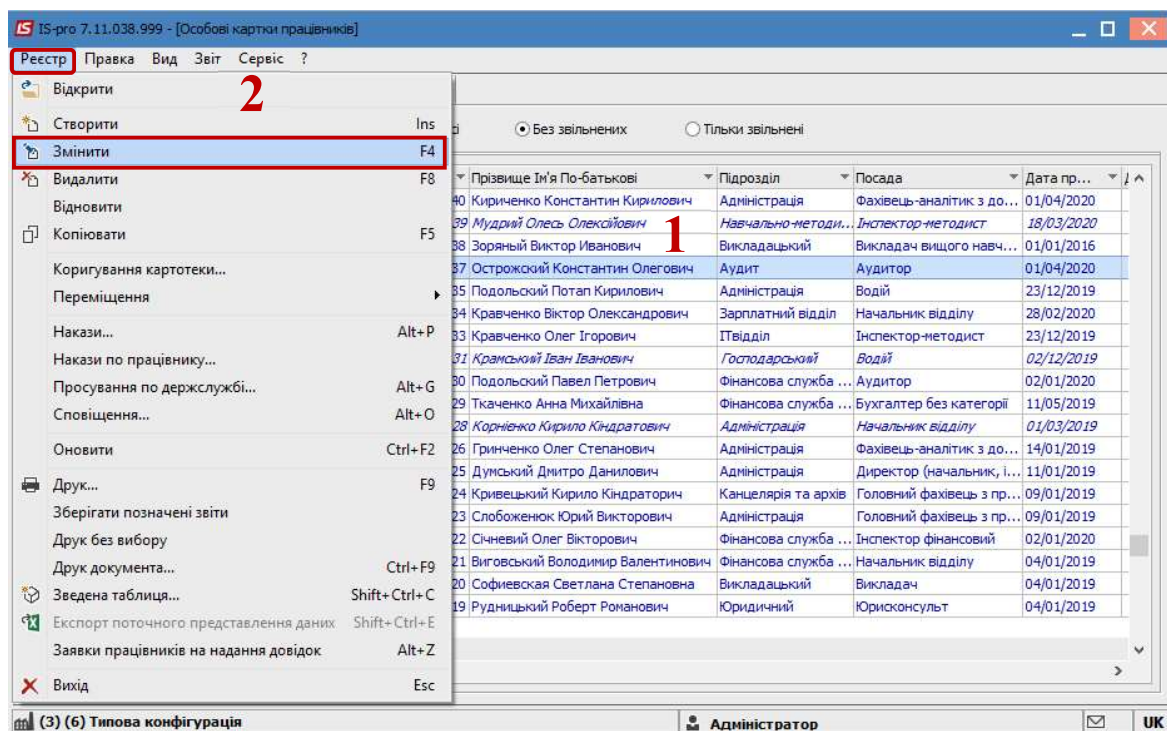 IS-pro 7.11.038.999 - [Особові картки працівників]
Реєстр Правка Вид Звіт Сервіс ?
2
Відкрити
Створити Ins
Змінити F4
Видалити F8
Відновити
Копіювати F5
Коригування картотеки...
Переміщення
Накази... Alt+P
Накази по працівнику...
Просування по держслужбі... Alt+G
Сповіщення... Alt+O
Оновити Ctrl+F2
Друк... F9
Зберігати позначені звіти
Друк без вибору
Друк документа... Ctrl+F9
Зведена таблиця... Shift+Ctrl+C
Експорт поточного представлення даних Shift+Ctrl+E
Заявки працівників на надання довідок Alt+Z
Вихід Esc
Без звільнених Тільки звільнені
Прізвище Ім'я По-батькові Підрозділ Посада Дата пр...
40 Кириченко Константин Кирилович Адміністрація Фахівець-аналітик з до... 01/04/2020
39 Мудрий Олесь Олексійович Навчально-методи... Інспектор-методист 18/03/2020
1
38 Зоряный Виктор Иванович Викладацький Викладач вищого навч... 01/01/2016
37 Острожский Константин Олегович Аудит Аудитор 01/04/2020
35 Подольский Потап Кирилович Адміністрація Водій 23/12/2019
34 Кравченко Віктор Олександрович Зарплатний відділ Начальник відділу 28/02/2020
33 Кравченко Олег Ігорович ІТвідділ Інспектор-методист 23/12/2019
31 Крамський Іван Іванович Господарський Водій 02/12/2019
30 Подольский Павел Петрович Фінансова служба ... Аудитор 02/01/2020
29 Ткаченко Анна Михайлівна Фінансова служба ... Бухгалтер без категорії 11/05/2019
28 Корнієнко Кирило Кіндратович Адміністрація Начальник відділу 01/03/2019
26 Гринченко Олег Степанович Адміністрація Фахівець-аналітик з до... 14/01/2019
25 Думський Дмитро Данилович Адміністрація Директор (начальник, і... 11/01/2019
24 Кривецький Кирило Кіндраторич Канцелярія та архів Головний фахівець з пр... 09/01/2019
23 Слобоженюк Юрий Викторович Адміністрація Головний фахівець з пр... 09/01/2019
22 Січневий Олег Вікторович Фінансова служба ... Інспектор фінансовий 02/01/2020
21 Виговський Володимир Валентинович Фінансова служба ... Начальник відділу 04/01/2019
20 Софиевская Светлана Степановна Викладацький Викладач 04/01/2019
19 Рудницький Роберт Романович Юридичний Юрисконсульт 04/01/2019
(3) (6) Типова конфігурація Адміністратор UK